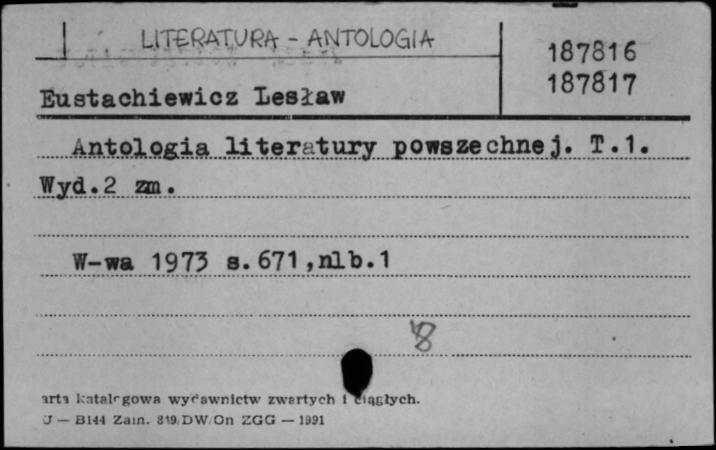 LITERATURA - ANTOLOGIA
187816
187817
Eustachiewicz Lesław
Antologia literatury powszechnej. T.1.
Wyd.2 zm.
W-wa 1973 s.671,nlb.1
8
arta katalogowa wydawnictw zwartych i ciągłych.
J — B144 Zam. 819/DW/On ZGG — 1991